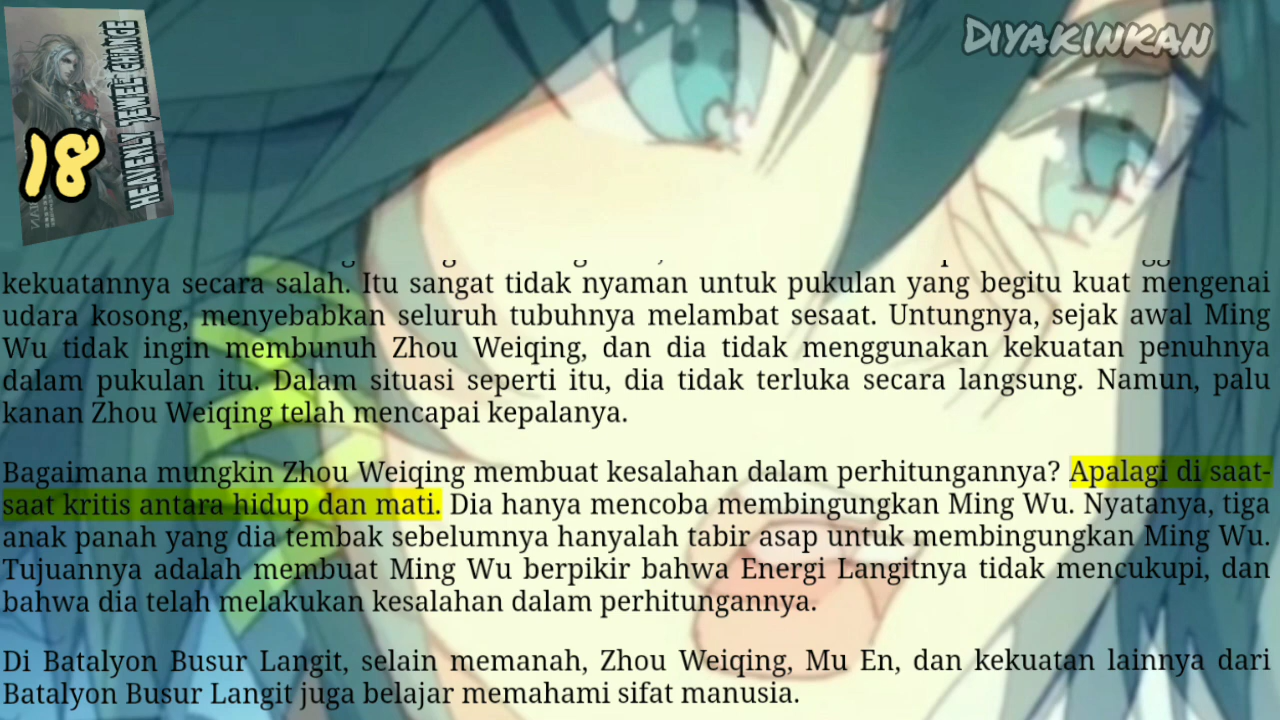 Diyakinkan
HEAVENLY JEWEL CHANGE
18
kekuatannya secara salah. Itu sangat tidak nyaman untuk pukulan yang begitu kuat mengenai
udara kosong, menyebabkan seluruh tubuhnya melambat sesaat. Untungnya, sejak awal Ming
Wu tidak ingin membunuh Zhou Weiqing, dan dia tidak menggunakan kekuatan penuhnya
dalam pukulan itu. Dalam situasi seperti itu, dia tidak terluka secara langsung. Namun, palu
kanan Zhou Weiqing telah mencapai kepalanya.
Bagaimana mungkin Zhou Weiqing membuat kesalahan dalam perhitungannya? Apalagi di saat-
saat kritis antara hidup dan mati. Dia hanya mencoba membingungkan Ming Wu. Nyatanya, tiga
anak panah yang dia tembak sebelumnya hanyalah tabir asap untuk membingungkan Ming Wu.
Tujuannya adalah membuat Ming Wu berpikir bahwa Energi Langitnya tidak mencukupi, dan
bahwa dia telah melakukan kesalahan dalam perhitungannya.
Di Batalyon Busur Langit, selain memanah, Zhou Weiqing, Mu En, dan kekuatan lainnya dari
Batalyon Busur Langit juga belajar memahami sifat manusia.